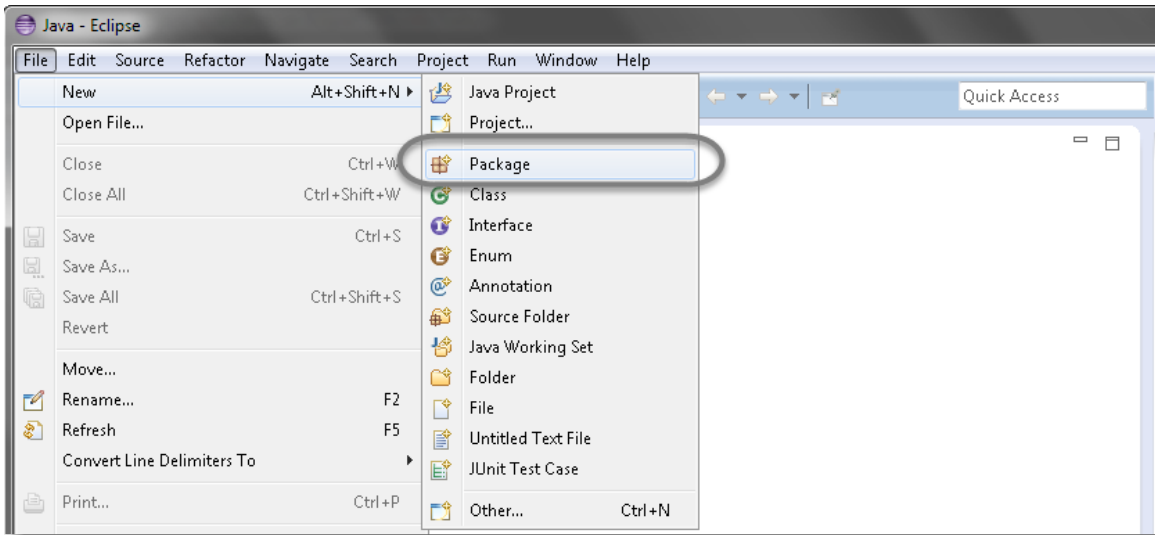 Java - Eclipse
File Edit Source Refactor Navigate Search Project Run Window Help
Quick Access
New Alt+Shift+N
Open File...
Close Ctrl+W
Close All Ctrl+Shift+W
Save Ctrl+S
Save As...
Save All Ctrl+Shift+S
Revert
Move...
Rename... F2
Refresh F5
Convert Line Delimiters To
Print... Ctrl+P
Java Project
Project...
Package
Class
Interface
Enum
Annotation
Source Folder
Java Working Set
Folder
File
Untitled Text File
JUnit Test Case
Other... Ctrl+N